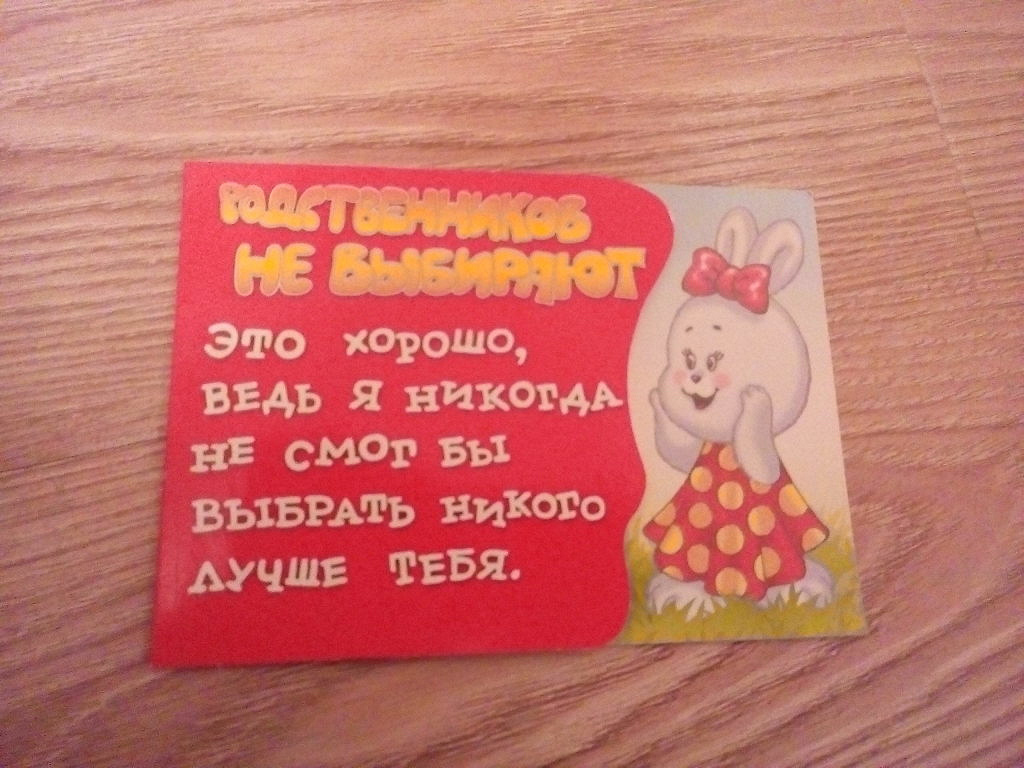 РОДСТВЕННИКОВ
НЕ ВЫБИРАЮТ
ЭТО ХОРОШО,
ВЕДЬ Я НИКОГДА
НЕ СМОГ БЫ
ВЫБРАТЬ НИКОГО
ЛУЧШЕ ТЕБЯ.